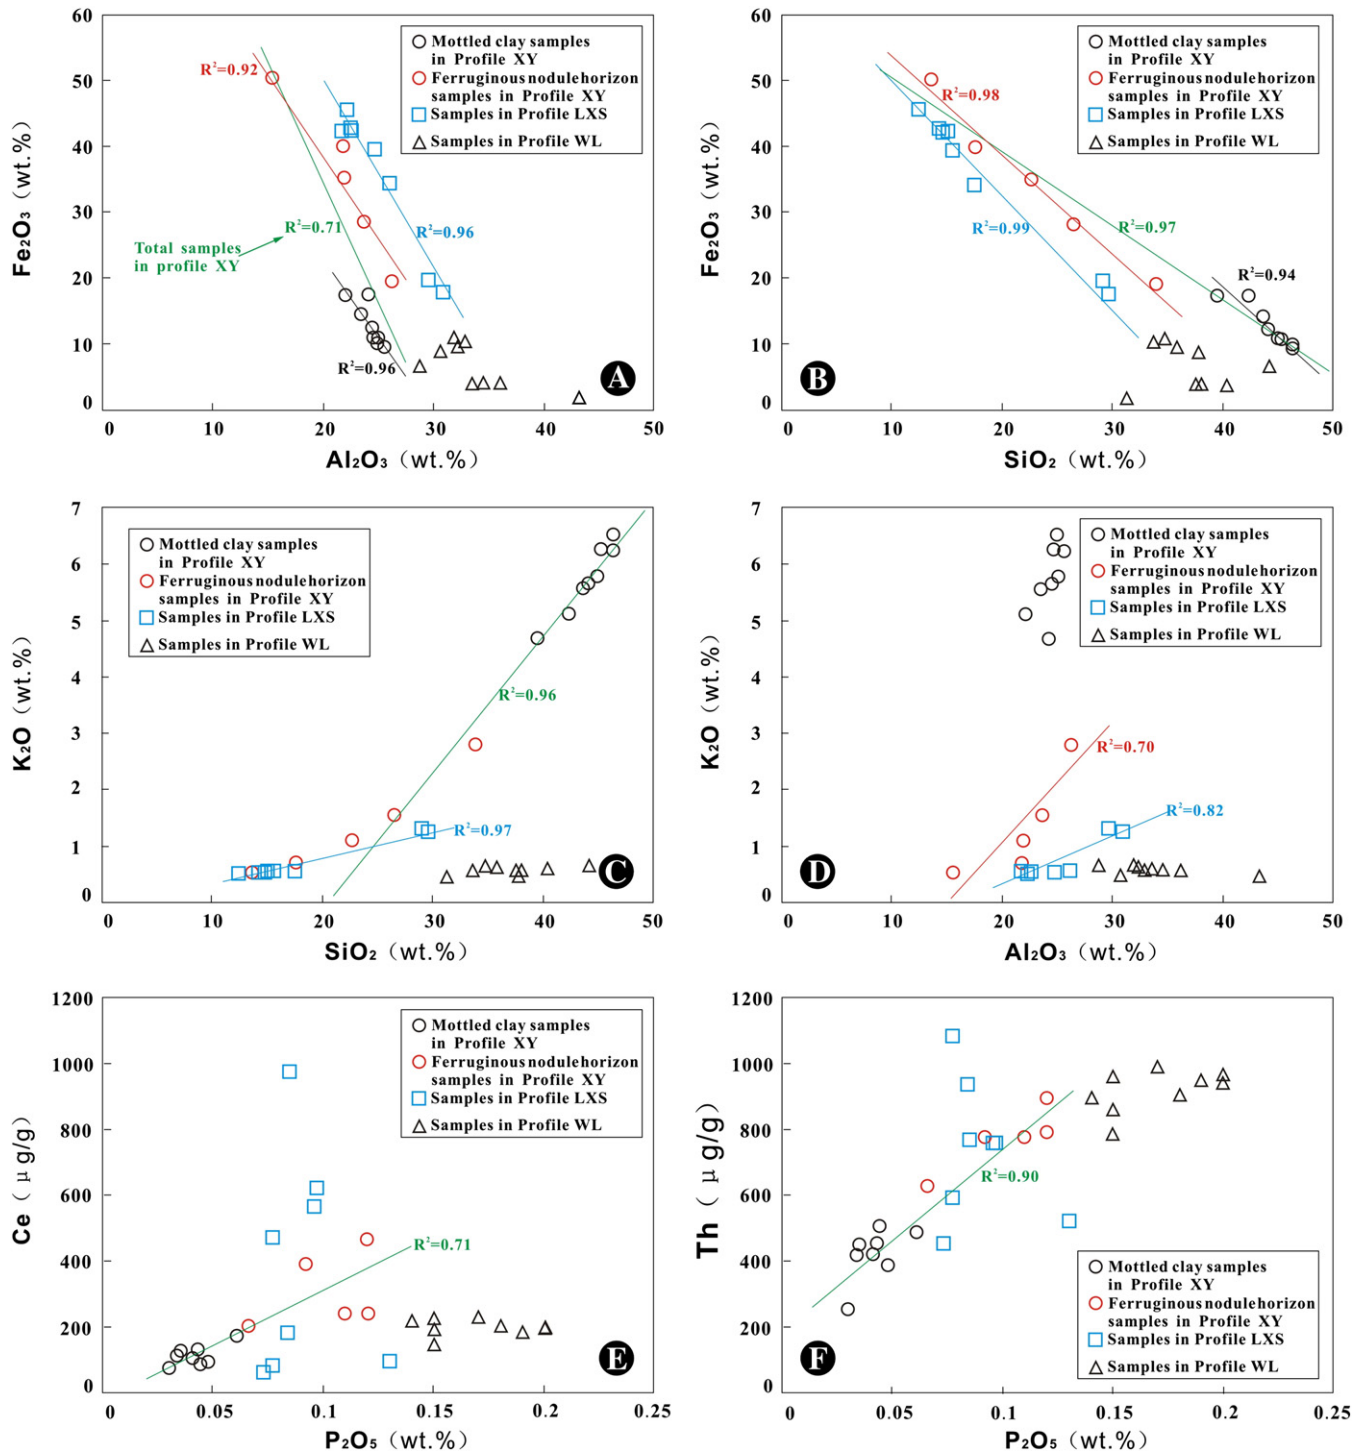 60
50
40
30
20
10
0
Fe₂O₃（wt.%）
0 10 20 30 40 50
Al₂O₃（wt.%）
Mottled clay samples
in Profile XY
Ferruginous nodule horizon
samples in Profile XY
Samples in Profile LXS
Samples in Profile WL
R²=0.92
R²=0.71
R²=0.96
Total samples
in profile XY
R²=0.96
A
60
50
40
30
20
10
0
Fe₂O₃（wt.%）
0 10 20 30 40 50
SiO₂（wt.%）
Mottled clay samples
in Profile XY
Ferruginous nodule horizon
samples in Profile XY
Samples in Profile LXS
Samples in Profile WL
R²=0.98
R²=0.99
R²=0.97
R²=0.94
B
7
6
5
4
3
2
1
0
K₂O（wt.%）
0 10 20 30 40 50
SiO₂（wt.%）
Mottled clay samples
in Profile XY
Ferruginous nodule horizon
samples in Profile XY
Samples in Profile LXS
Samples in Profile WL
R²=0.96
R²=0.97
C
7
6
5
4
3
2
1
0
K₂O（wt.%）
0 10 20 30 40 50
Al₂O₃（wt.%）
Mottled clay samples
in Profile XY
Ferruginous nodule horizon
samples in Profile XY
Samples in Profile LXS
Samples in Profile WL
R²=0.70
R²=0.82
D
1200
1000
800
600
400
200
0
Ce（μg/g）
0 0.05 0.1 0.15 0.2 0.25
P₂O₅（wt.%）
Mottled clay samples
in Profile XY
Ferruginous nodule horizon
samples in Profile XY
Samples in Profile LXS
Samples in Profile WL
R²=0.71
E
1200
1000
800
600
400
200
0
Th（μg/g）
0 0.05 0.1 0.15 0.2 0.25
P₂O₅（wt.%）
R²=0.90
Mottled clay samples
in Profile XY
Ferruginous nodule horizon
samples in Profile XY
Samples in Profile LXS
Samples in Profile WL
F